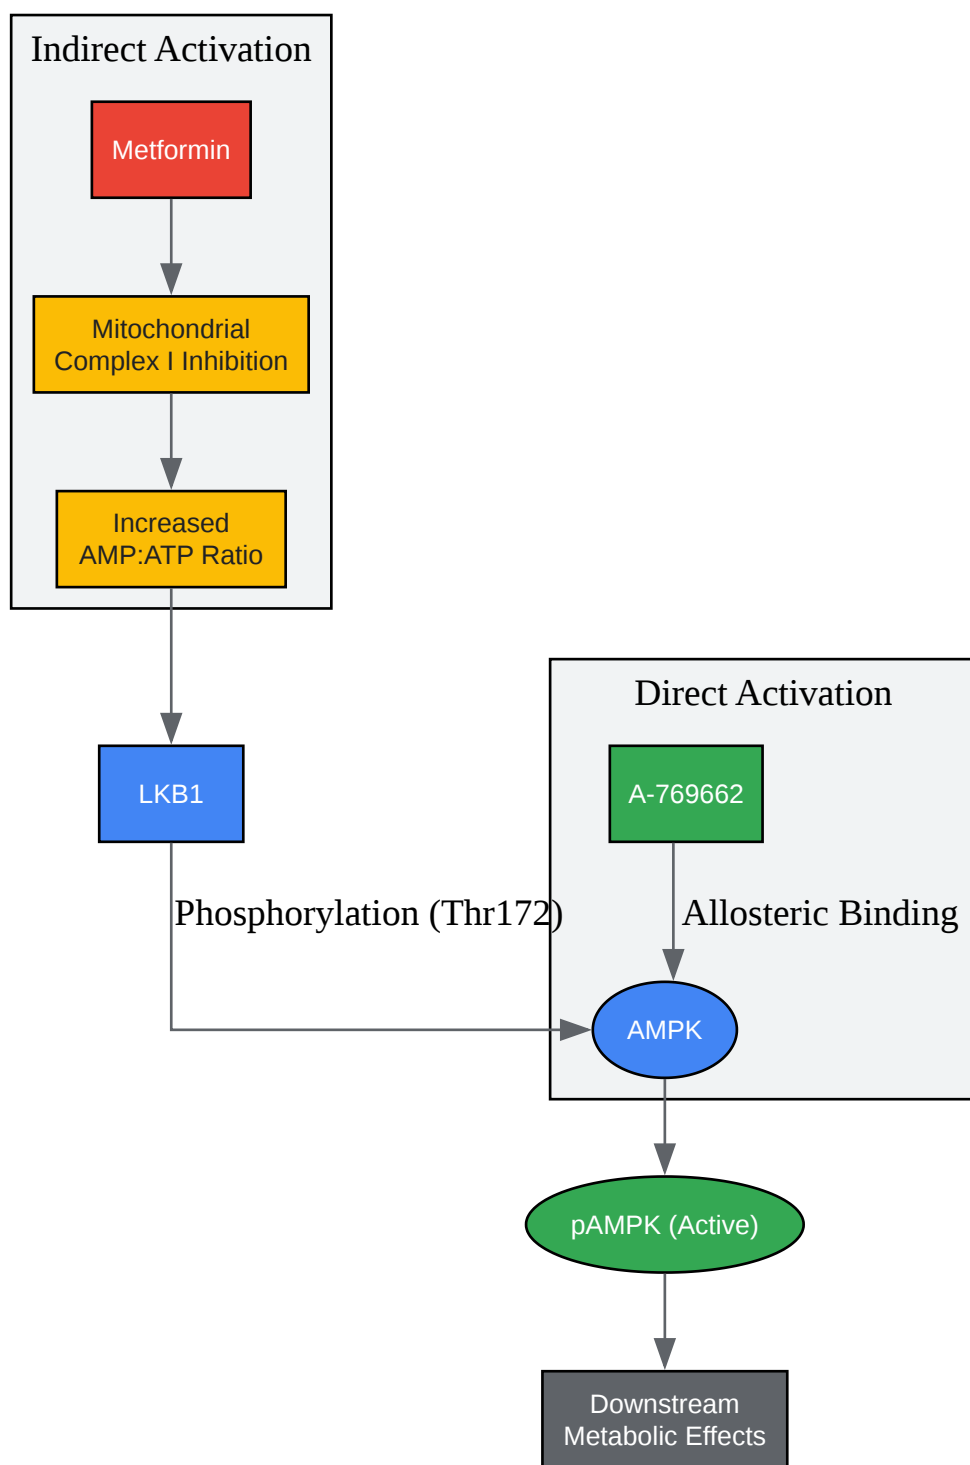 Indirect Activation
Metformin
Mitochondrial
Complex I Inhibition
Increased
AMP:ATP Ratio
LKB1
Phosphorylation (Thr172)
Direct Activation
A-769662
Allosteric Binding
AMPK
pAMPK (Active)
Downstream
Metabolic Effects